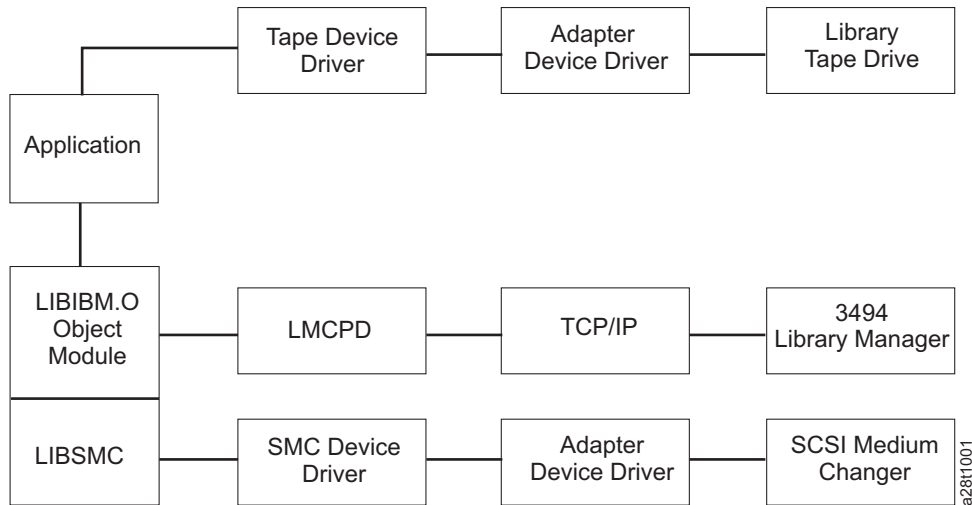 Tape Device
Driver
Adapter
Device Driver
Library
Tape Drive
Application
LIBIBM.O
Object
Module
LMCPD
TCP/IP
3494
Library Manager
LIBSMC
SMC Device
Driver
Adapter
Device Driver
SCSI Medium
Changer
a28t1001